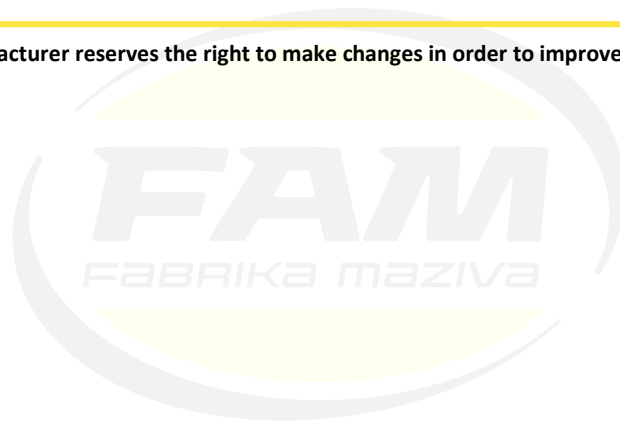 acturer reserves the right to make changes in order to improve
FAM
FaBRIKa maZIVa